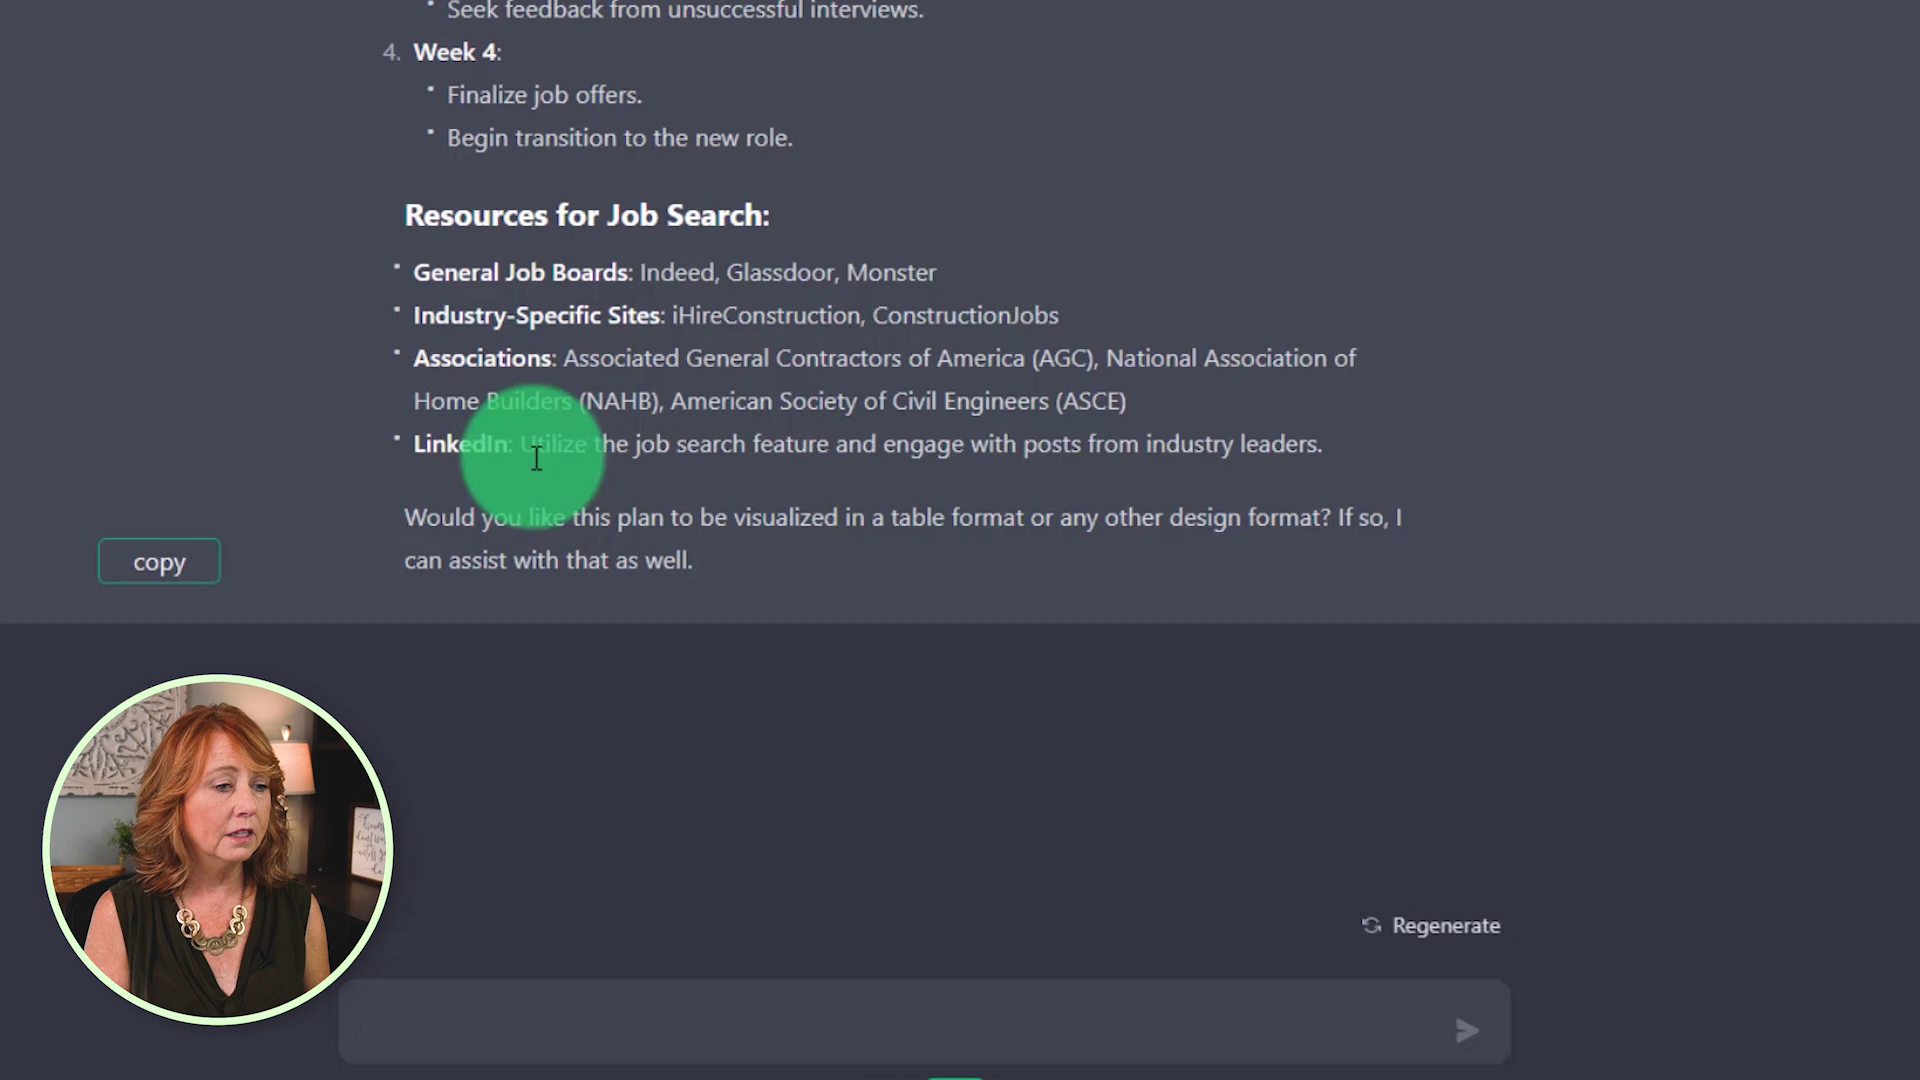 Seek feedback from unsuccessful interviews.
4. Week 4:
Finalize job offers.
Begin transition to the new role.
Resources for Job Search:
General Job Boards: Indeed, Glassdoor, Monster
Industry-Specific Sites: iHireConstruction, ConstructionJobs
Associations: Associated General Contractors of America (AGC), National Association of
Home Builders (NAHB), American Society of Civil Engineers (ASCE)
LinkedIn: Utilize the job search feature and engage with posts from industry leaders.
Would you like this plan to be visualized in a table format or any other design format? If so, I
can assist with that as well.
copy
Regenerate